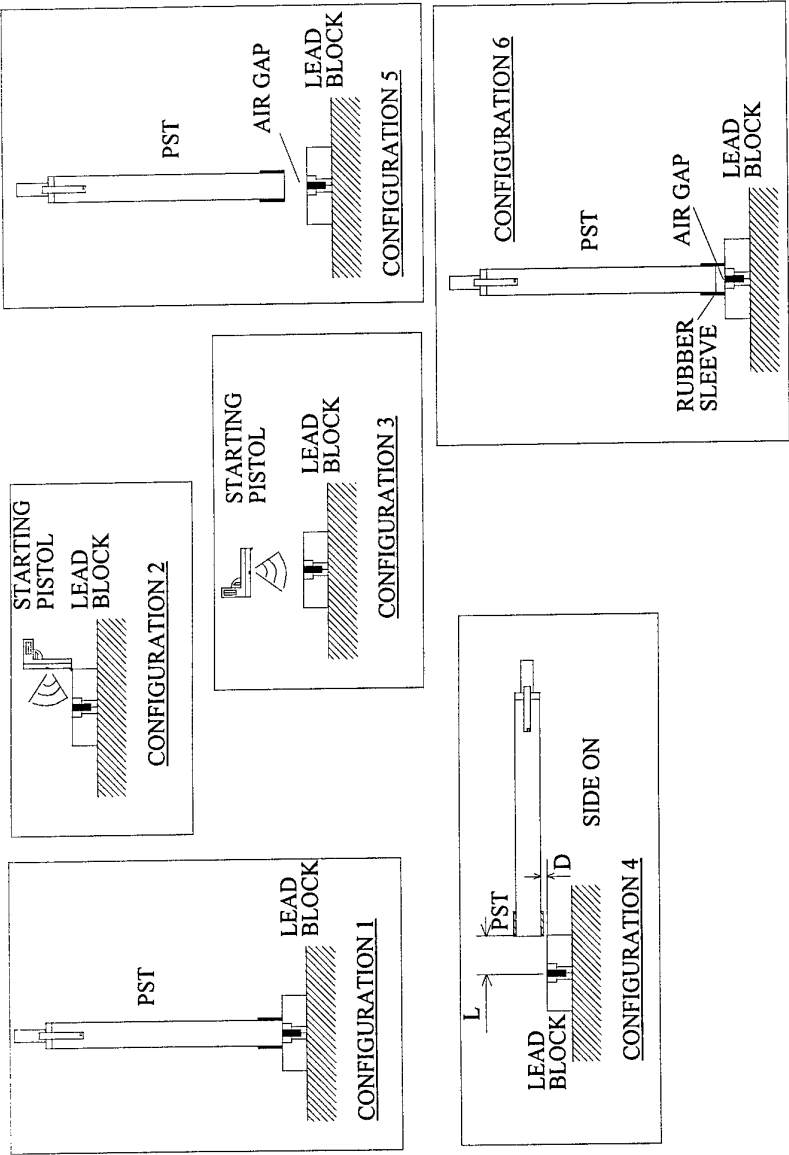 PST
LEAD
BLOCK
CONFIGURATION 1
STARTING
PISTOL
LEAD
BLOCK
CONFIGURATION 2
STARTING
PISTOL
LEAD
BLOCK
CONFIGURATION 3
L
PST
D
LEAD
BLOCK
SIDE ON
CONFIGURATION 4
PST
AIR GAP
LEAD
BLOCK
CONFIGURATION 5
CONFIGURATION 6
PST
AIR GAP
RUBBER
SLEEVE
LEAD
BLOCK